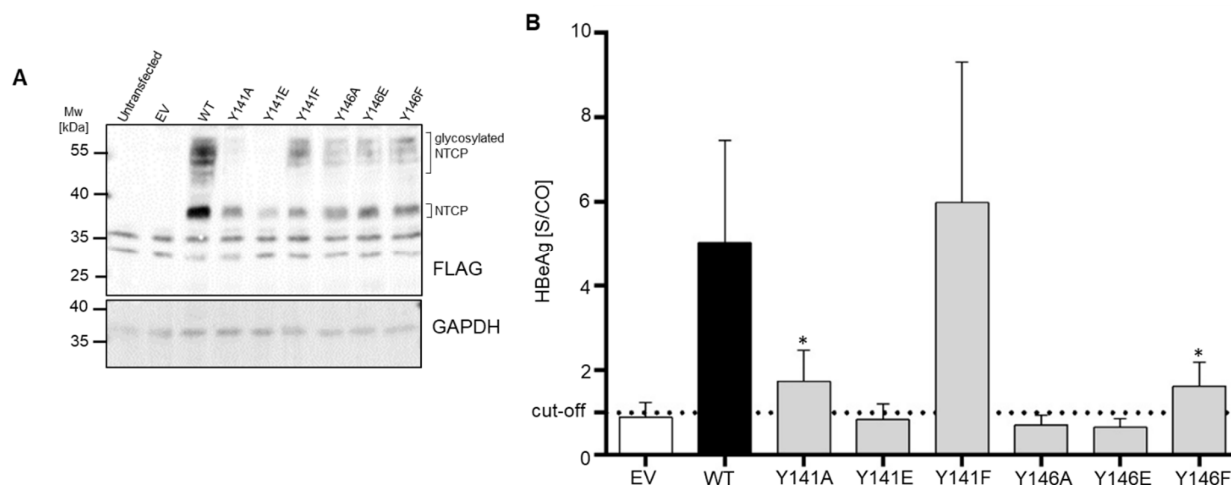 A
Mw
[kDa]
Untransfected
EV
WT
Y141A
Y141E
Y141F
Y146A
Y146E
Y146F
55
40
35
25
glycosylated
NTCP
NTCP
FLAG
40
35
GAPDH
B
HBeAg [S/CO]
10
8
6
4
2
cut-off
0
* *
EV WT Y141A Y141E Y141F Y146A Y146E Y146F